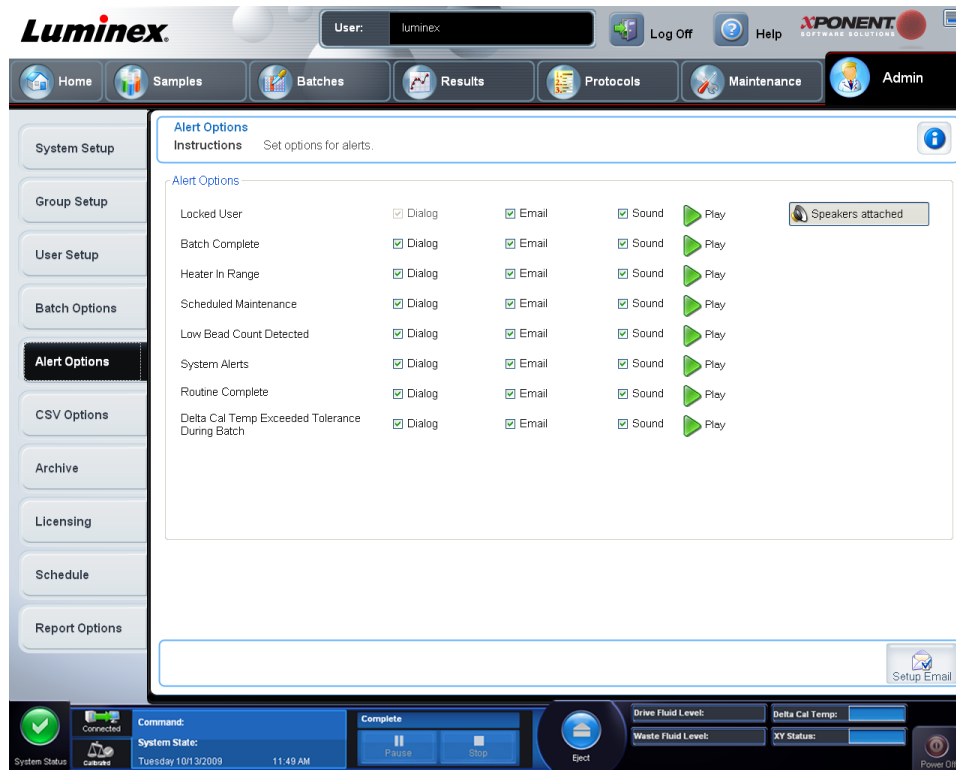 Luminex.
User: luminex
Log Off
Help
XPONENT.
SOFTWARE SOLUTIONS
Home
Samples
Batches
Results
Protocols
Maintenance
Admin
System Setup
Group Setup
User Setup
Batch Options
Alert Options
CSV Options
Archive
Licensing
Schedule
Report Options
Alert Options
Instructions Set options for alerts.
Alert Options
Locked User Dialog Email Sound Play Speakers attached
Batch Complete Dialog Email Sound Play
Heater In Range Dialog Email Sound Play
Scheduled Maintenance Dialog Email Sound Play
Low Bead Count Detected Dialog Email Sound Play
System Alerts Dialog Email Sound Play
Routine Complete Dialog Email Sound Play
Delta Cal Temp Exceeded Tolerance
During Batch Dialog Email Sound Play
Setup Email
System Status
Connected
Calibrated
Command:
System State:
Tuesday 10/13/2009 11:49 AM
Complete
Pause
Stop
Eject
Drive Fluid Level:
Waste Fluid Level:
Delta Cal Temp:
XY Status:
Power Off